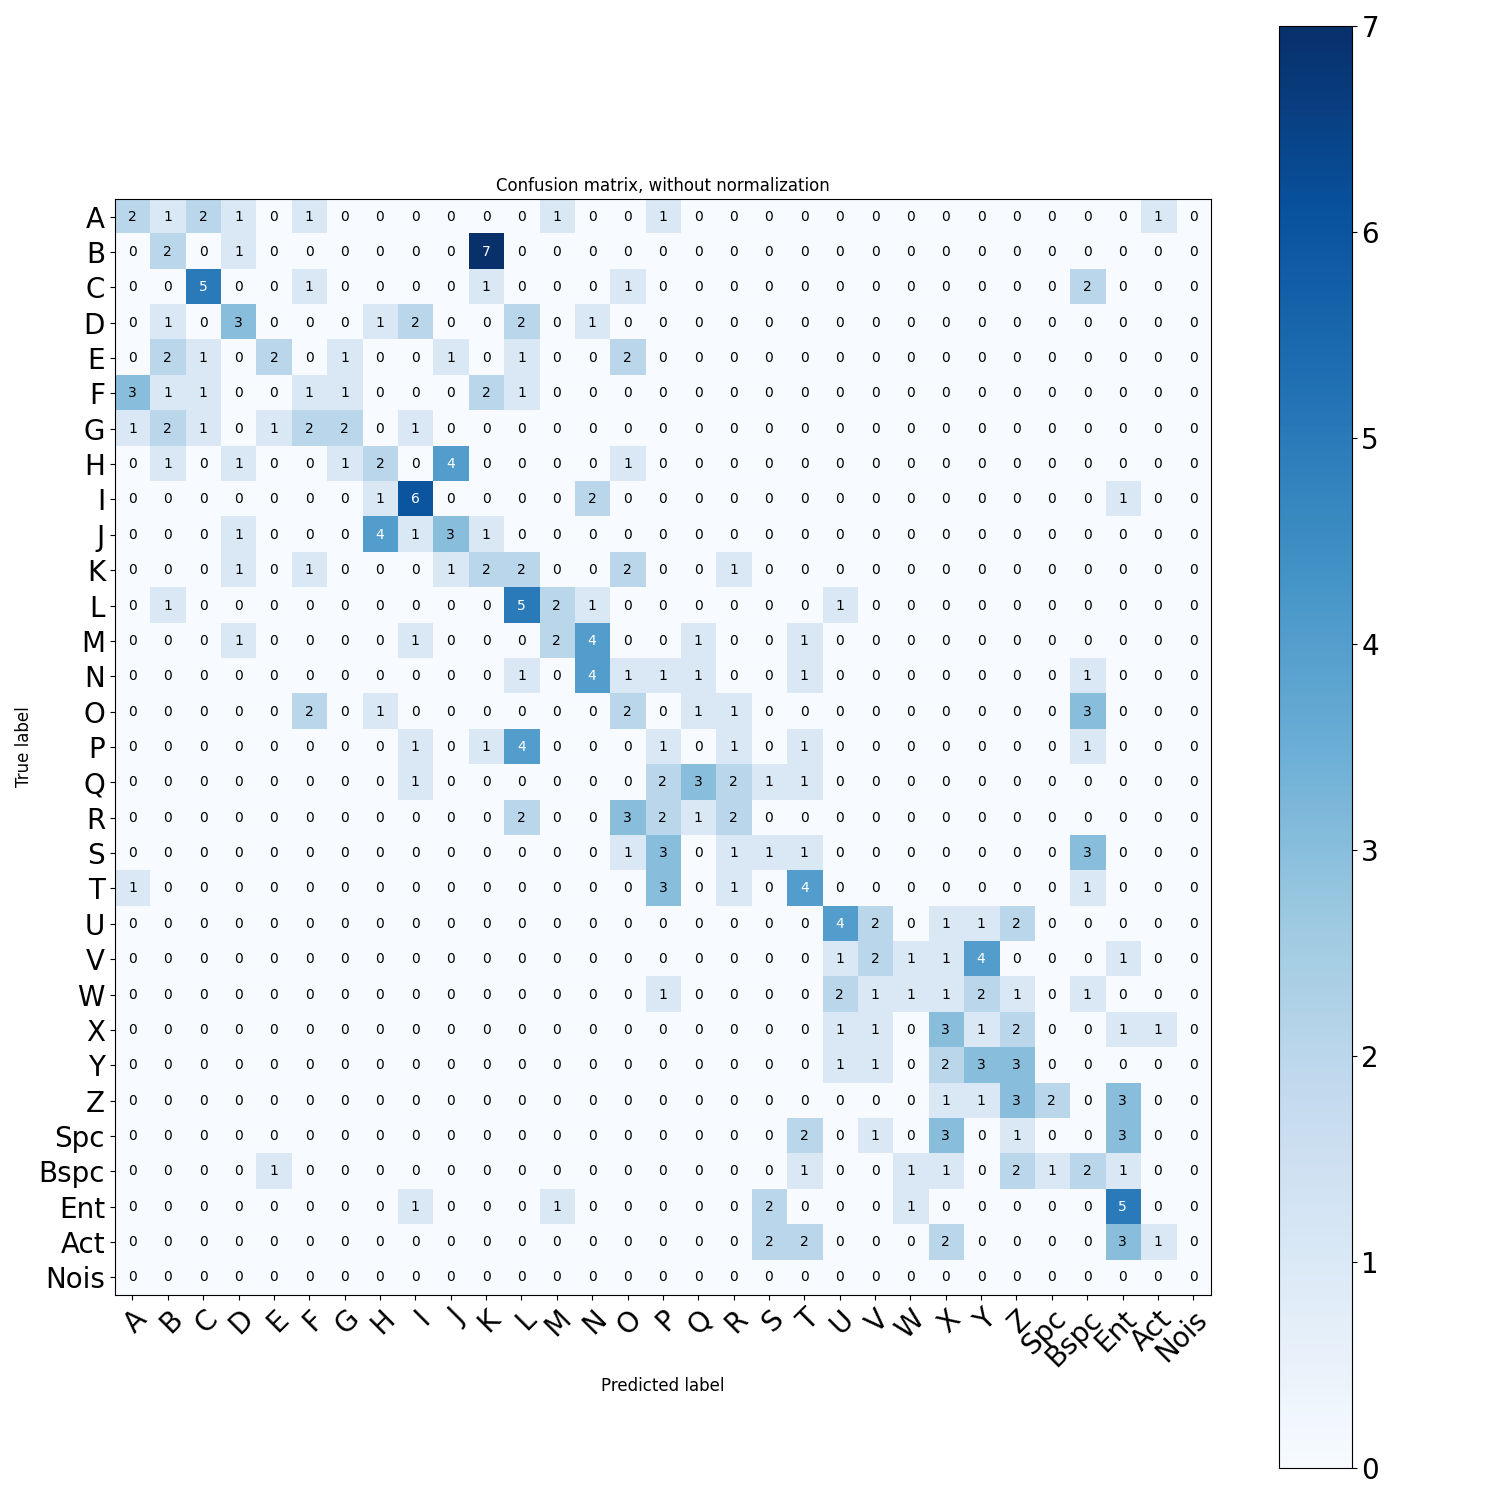 Confusion matrix, without normalization
A 2 1 2 1 0 1 0 0 0 0 0 0 1 0 0 1 0 0 0 0 0 0 0 0 0 0 0 0 0 1 0
B 0 2 0 1 0 0 0 0 0 0 7 0 0 0 0 0 0 0 0 0 0 0 0 0 0 0 0 0 0 0 0
C 0 0 5 0 0 1 0 0 0 0 1 0 0 0 1 0 0 0 0 0 0 0 0 0 0 0 0 2 0 0 0
D 0 1 0 3 0 0 0 1 2 0 0 2 0 1 0 0 0 0 0 0 0 0 0 0 0 0 0 0 0 0 0
E 0 2 1 0 2 0 1 0 0 1 0 1 0 0 2 0 0 0 0 0 0 0 0 0 0 0 0 0 0 0 0
F 3 1 1 0 0 1 1 0 0 0 2 1 0 0 0 0 0 0 0 0 0 0 0 0 0 0 0 0 0 0 0
G 1 2 1 0 1 2 2 0 1 0 0 0 0 0 0 0 0 0 0 0 0 0 0 0 0 0 0 0 0 0 0
H 0 1 0 1 0 0 1 2 0 4 0 0 0 0 1 0 0 0 0 0 0 0 0 0 0 0 0 0 0 0 0
I 0 0 0 0 0 0 0 1 6 0 0 0 0 2 0 0 0 0 0 0 0 0 0 0 0 0 0 0 1 0 0
J 0 0 0 1 0 0 0 4 1 3 1 0 0 0 0 0 0 0 0 0 0 0 0 0 0 0 0 0 0 0 0
K 0 0 0 1 0 1 0 0 0 1 2 2 0 0 2 0 0 1 0 0 0 0 0 0 0 0 0 0 0 0 0
L 0 1 0 0 0 0 0 0 0 0 0 5 2 1 0 0 0 0 0 0 1 0 0 0 0 0 0 0 0 0 0
M 0 0 0 1 0 0 0 0 1 0 0 0 2 4 0 0 1 0 0 1 0 0 0 0 0 0 0 0 0 0 0
N 0 0 0 0 0 0 0 0 0 0 0 1 0 4 1 1 1 0 0 1 0 0 0 0 0 0 0 1 0 0 0
O 0 0 0 0 0 2 0 1 0 0 0 0 0 0 2 0 1 1 0 0 0 0 0 0 0 0 0 3 0 0 0
P 0 0 0 0 0 0 0 0 1 0 1 4 0 0 0 1 0 1 0 1 0 0 0 0 0 0 0 1 0 0 0
Q 0 0 0 0 0 0 0 0 1 0 0 0 0 0 0 2 3 2 1 1 0 0 0 0 0 0 0 0 0 0 0
R 0 0 0 0 0 0 0 0 0 0 0 2 0 0 3 2 1 2 0 0 0 0 0 0 0 0 0 0 0 0 0
S 0 0 0 0 0 0 0 0 0 0 0 0 0 0 1 3 0 1 1 1 0 0 0 0 0 0 0 3 0 0 0
T 1 0 0 0 0 0 0 0 0 0 0 0 0 0 0 3 0 1 0 4 0 0 0 0 0 0 0 1 0 0 0
U 0 0 0 0 0 0 0 0 0 0 0 0 0 0 0 0 0 0 0 0 4 2 0 1 1 2 0 0 0 0 0
V 0 0 0 0 0 0 0 0 0 0 0 0 0 0 0 0 0 0 0 0 1 2 1 1 4 0 0 0 1 0 0
W 0 0 0 0 0 0 0 0 0 0 0 0 0 0 0 1 0 0 0 0 2 1 1 1 2 1 0 1 0 0 0
X 0 0 0 0 0 0 0 0 0 0 0 0 0 0 0 0 0 0 0 0 1 1 0 3 1 2 0 0 1 1 0
Y 0 0 0 0 0 0 0 0 0 0 0 0 0 0 0 0 0 0 0 0 1 1 0 2 3 3 0 0 0 0 0
Z 0 0 0 0 0 0 0 0 0 0 0 0 0 0 0 0 0 0 0 0 0 0 0 1 1 3 2 0 3 0 0
Spc 0 0 0 0 0 0 0 0 0 0 0 0 0 0 0 0 0 0 0 2 0 1 0 3 0 1 0 0 3 0 0
Bspc 0 0 0 0 1 0 0 0 0 0 0 0 0 0 0 0 0 0 0 1 0 0 1 1 0 2 1 2 1 0 0
Ent 0 0 0 0 0 0 0 0 1 0 0 0 1 0 0 0 0 0 2 0 0 0 1 0 0 0 0 0 5 0 0
Act 0 0 0 0 0 0 0 0 0 0 0 0 0 0 0 0 0 0 2 2 0 0 0 2 0 0 0 0 3 1 0
Nois 0 0 0 0 0 0 0 0 0 0 0 0 0 0 0 0 0 0 0 0 0 0 0 0 0 0 0 0 0 0 0
A B C D E F G H I J K L M N O P Q R S T U V W X Y Z Spc Bspc Ent Act Nois
Predicted label
True label
7
6
5
4
3
2
1
0